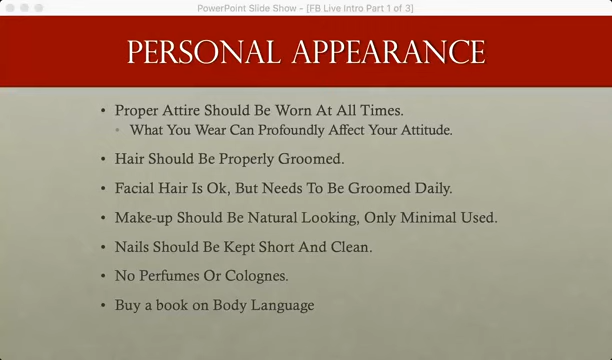 PowerPoint Slide Show - [FB Live Intro Part 1 of 3]
PERSONAL APPEARANCE
• Proper Attire Should Be Worn At All Times.
• What You Wear Can Profoundly Affect Your Attitude.
• Hair Should Be Properly Groomed.
• Facial Hair Is Ok, But Needs To Be Groomed Daily.
• Make-up Should Be Natural Looking, Only Minimal Used.
• Nails Should Be Kept Short And Clean.
• No Perfumes Or Colognes.
• Buy a book on Body Language